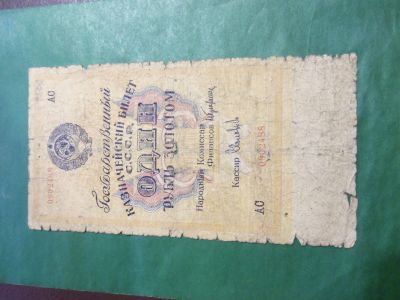 АС
Государственный
КАЗНАЧЕЙСКИЙ БИЛЕТ
С.С.С.Р.
ОДИН
РУБЛЬ ЗОЛОТОМ
Народный Комиссар
Финансов
Кассир
АС